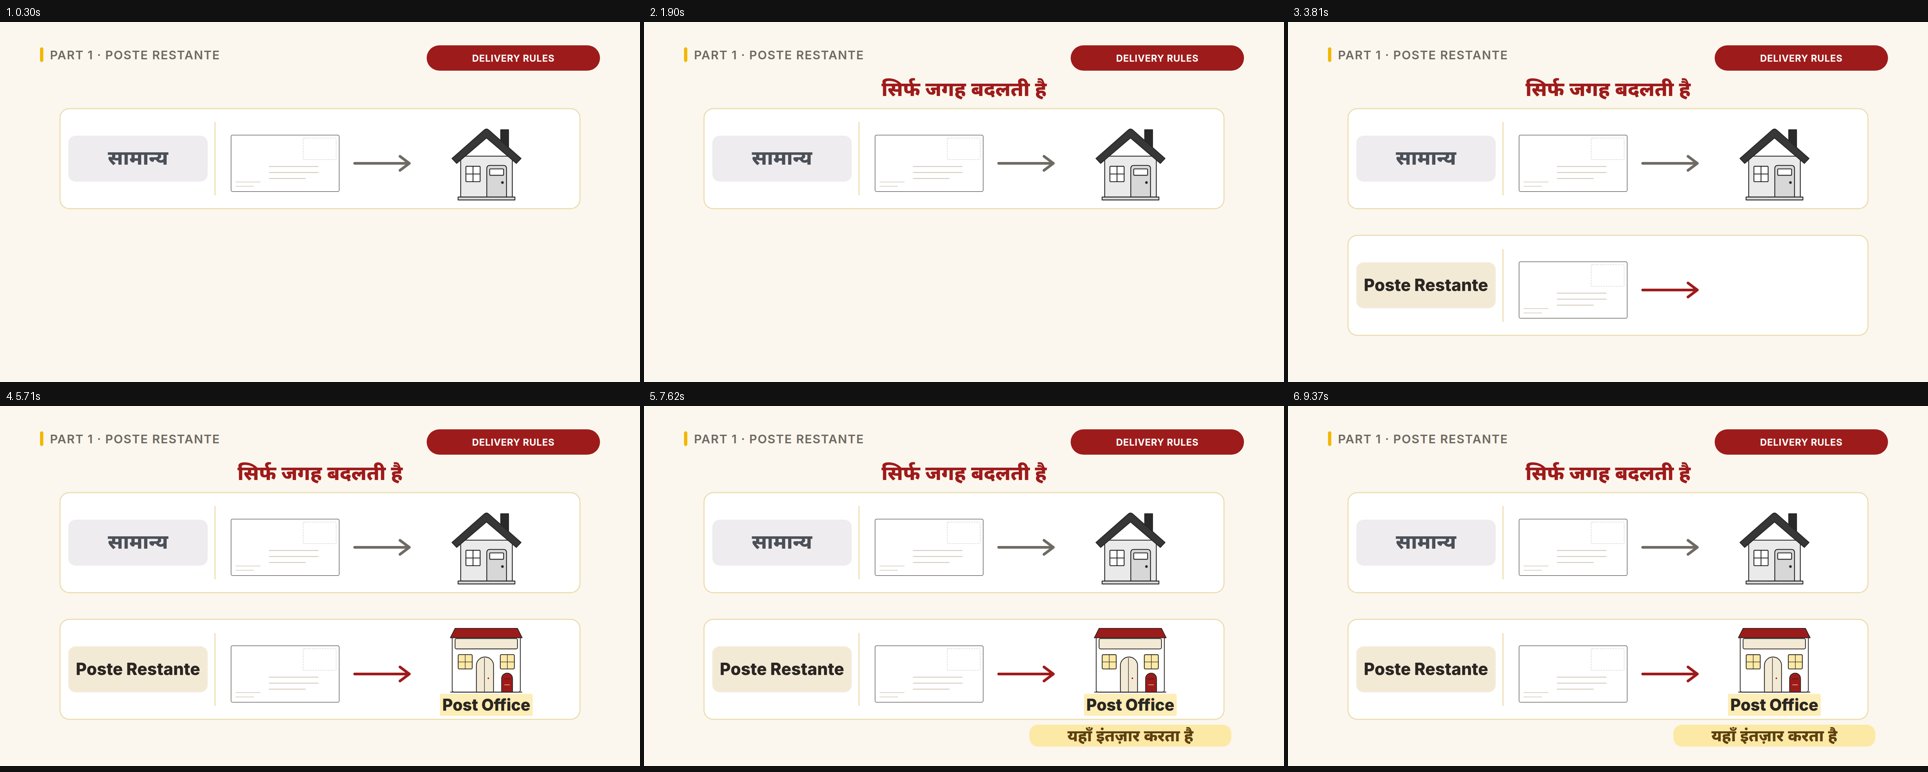 1. 0.30s
PART 1 · POSTE RESTANTE
DELIVERY RULES
सामान्य
2. 1.90s
PART 1 · POSTE RESTANTE
DELIVERY RULES
सिर्फ जगह बदलती है
सामान्य
3. 3.81s
PART 1 · POSTE RESTANTE
DELIVERY RULES
सिर्फ जगह बदलती है
सामान्य
Poste Restante
4. 5.71s
PART 1 · POSTE RESTANTE
DELIVERY RULES
सिर्फ जगह बदलती है
सामान्य
Poste Restante
Post Office
5. 7.62s
PART 1 · POSTE RESTANTE
DELIVERY RULES
सिर्फ जगह बदलती है
सामान्य
Poste Restante
Post Office
यहाँ इंतज़ार करता है
6. 9.37s
PART 1 · POSTE RESTANTE
DELIVERY RULES
सिर्फ जगह बदलती है
सामान्य
Poste Restante
Post Office
यहाँ इंतज़ार करता है